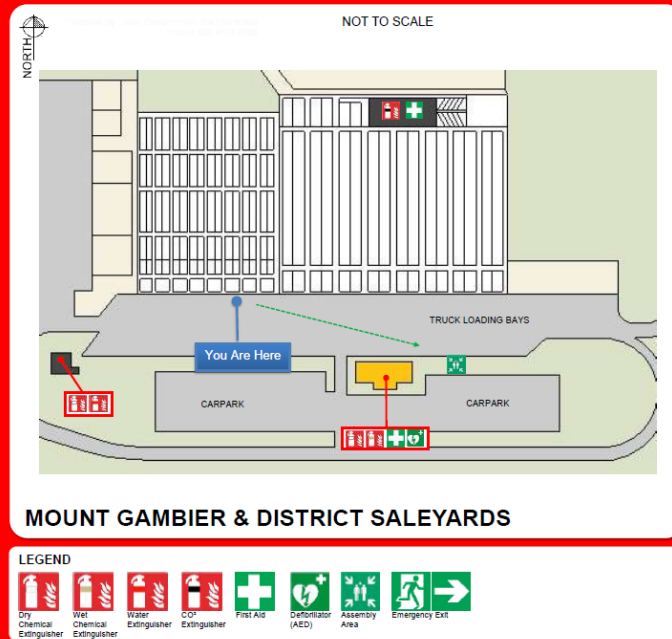 NOT TO SCALE
NORTH
TRUCK LOADING BAYS
You Are Here
CARPARK
CARPARK
MOUNT GAMBIER & DISTRICT SALEYARDS
LEGEND
Dry
Chemical
Extinguisher
Wet
Chemical
Extinguisher
Water
Extinguisher
CO²
Extinguisher
First Aid
Defibrillator
(AED)
Assembly
Area
Emergency Exit